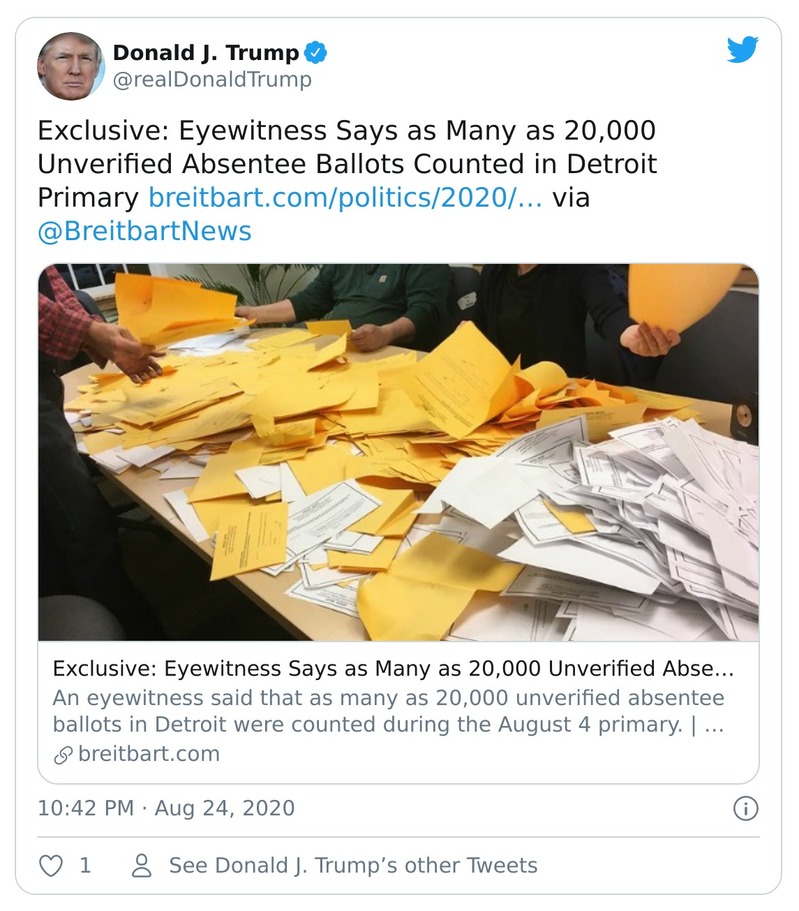 Donald J. Trump
@realDonaldTrump
Exclusive: Eyewitness Says as Many as 20,000
Unverified Absentee Ballots Counted in Detroit
Primary breitbart.com/politics/2020/… via
@BreitbartNews
Exclusive: Eyewitness Says as Many as 20,000 Unverified Abse…
An eyewitness said that as many as 20,000 unverified absentee
ballots in Detroit were counted during the August 4 primary. | …
breitbart.com
10:42 PM · Aug 24, 2020
1
See Donald J. Trump’s other Tweets